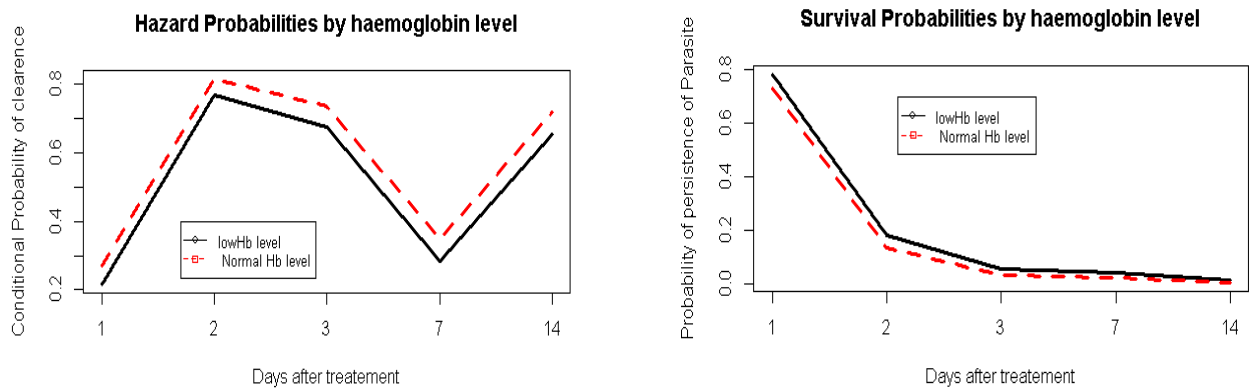 Hazard Probabilities by haemoglobin level
Conditional Probability of clearence
0.8
0.6
0.4
0.2
lowHb level
Normal Hb level
1 2 3 7 14
Days after treatement
Survival Probabilities by haemoglobin level
Probability of persistence of Parasite
0.8
0.6
0.4
0.2
0.0
lowHb level
Normal Hb level
1 2 3 7 14
Days after treatement